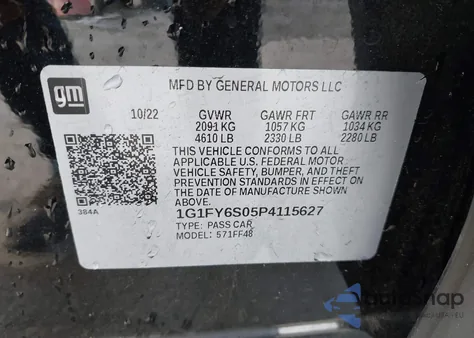 gm
MFD BY GENERAL MOTORS LLC
10/22 GVWR GAWR FRT GAWR RR
2091 KG 1057 KG 1034 KG
4610 LB 2330 LB 2280 LB
THIS VEHICLE CONFORMS TO ALL
APPLICABLE U.S. FEDERAL MOTOR
VEHICLE SAFETY, BUMPER, AND THEFT
PREVENTION STANDARDS IN EFFECT ON
THE DATE OF MANUFACTURE SHOWN
ABOVE.
384A
1G1FY6S05P4115627
TYPE: PASS CAR
MODEL: 571FF48